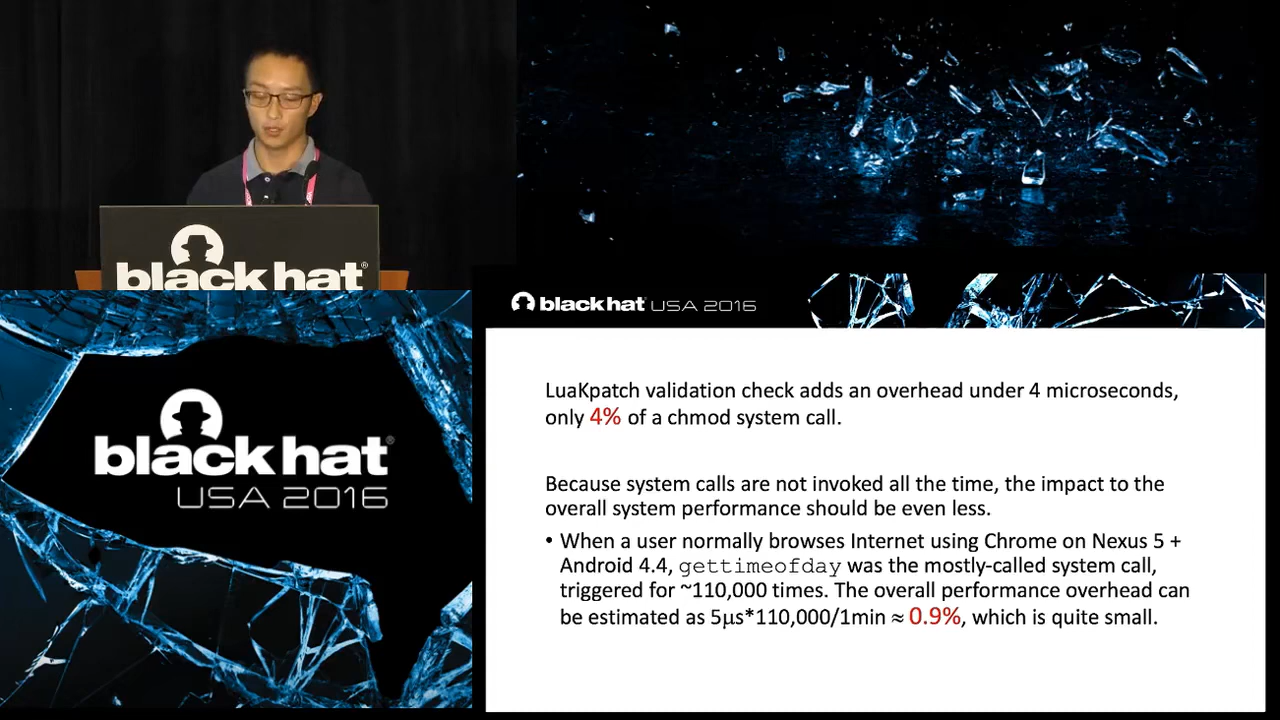 black hat®
black hat®
USA 2016
black hat USA 2016
LuaKpatch validation check adds an overhead under 4 microseconds,
only 4% of a chmod system call.
Because system calls are not invoked all the time, the impact to the
overall system performance should be even less.
• When a user normally browses Internet using Chrome on Nexus 5 +
Android 4.4, gettimeofday was the mostly-called system call,
triggered for ~110,000 times. The overall performance overhead can
be estimated as 5μs*110,000/1min ≈ 0.9%, which is quite small.